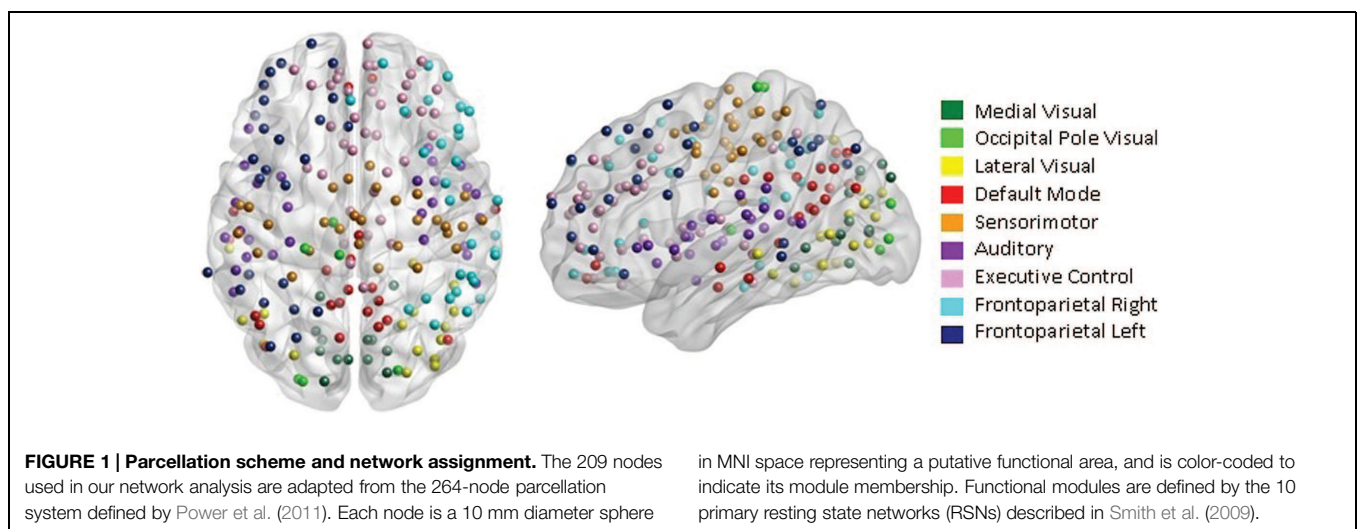 Medial Visual
Occipital Pole Visual
Lateral Visual
Default Mode
Sensorimotor
Auditory
Executive Control
Frontoparietal Right
Frontoparietal Left
FIGURE 1 | Parcellation scheme and network assignment. The 209 nodes
used in our network analysis are adapted from the 264-node parcellation
system defined by Power et al. (2011). Each node is a 10 mm diameter sphere
in MNI space representing a putative functional area, and is color-coded to
indicate its module membership. Functional modules are defined by the 10
primary resting state networks (RSNs) described in Smith et al. (2009).